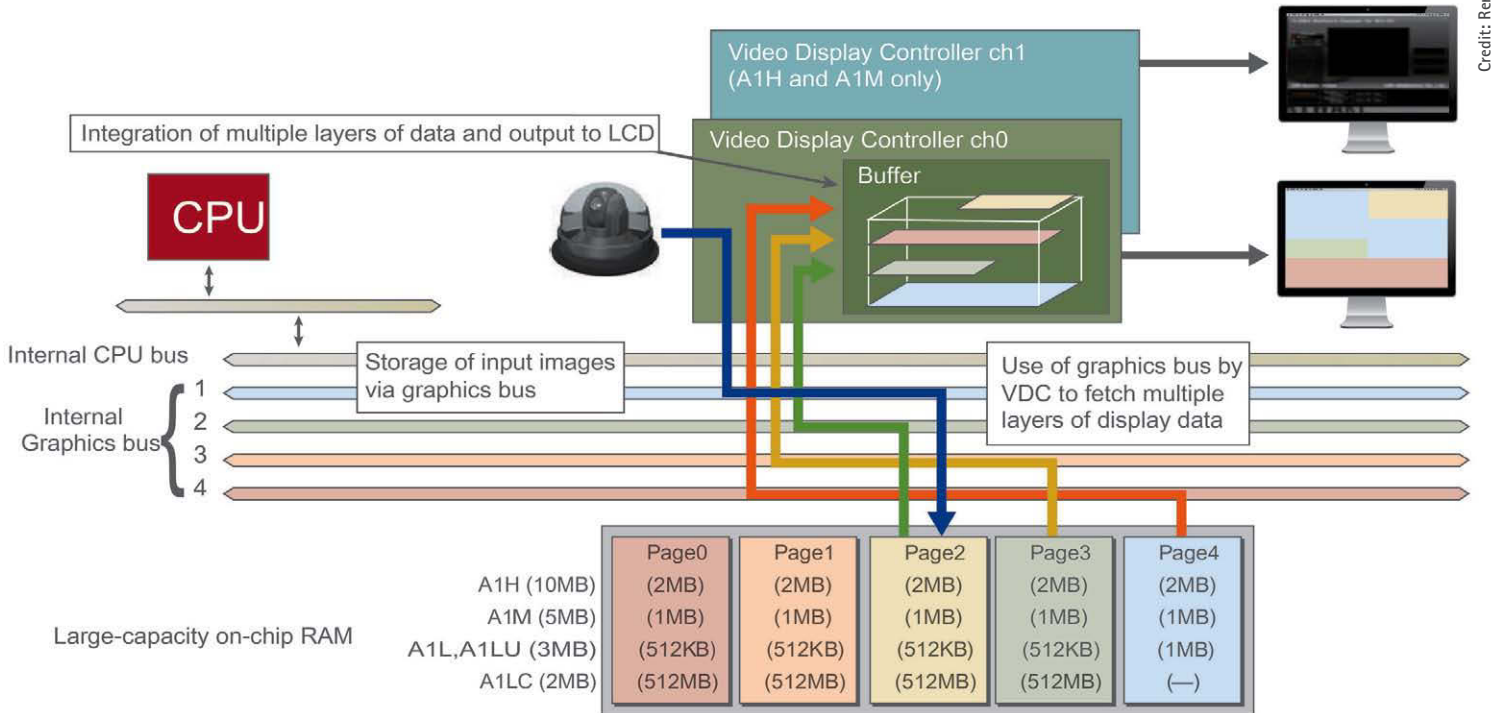 Credit: Ren
Video Display Controller ch1
(A1H and A1M only)
Integration of multiple layers of data and output to LCD
Video Display Controller ch0
Buffer
CPU
Internal CPU bus
Storage of input images
via graphics bus
Use of graphics bus by
VDC to fetch multiple
layers of display data
Internal
Graphics bus
1
2
3
4
Page0 Page1 Page2 Page3 Page4
A1H (10MB) (2MB) (2MB) (2MB) (2MB) (2MB)
A1M (5MB) (1MB) (1MB) (1MB) (1MB) (1MB)
Large-capacity on-chip RAM
A1L,A1LU (3MB) (512KB) (512KB) (512KB) (512KB) (1MB)
A1LC (2MB) (512MB) (512MB) (512MB) (512MB) (—)